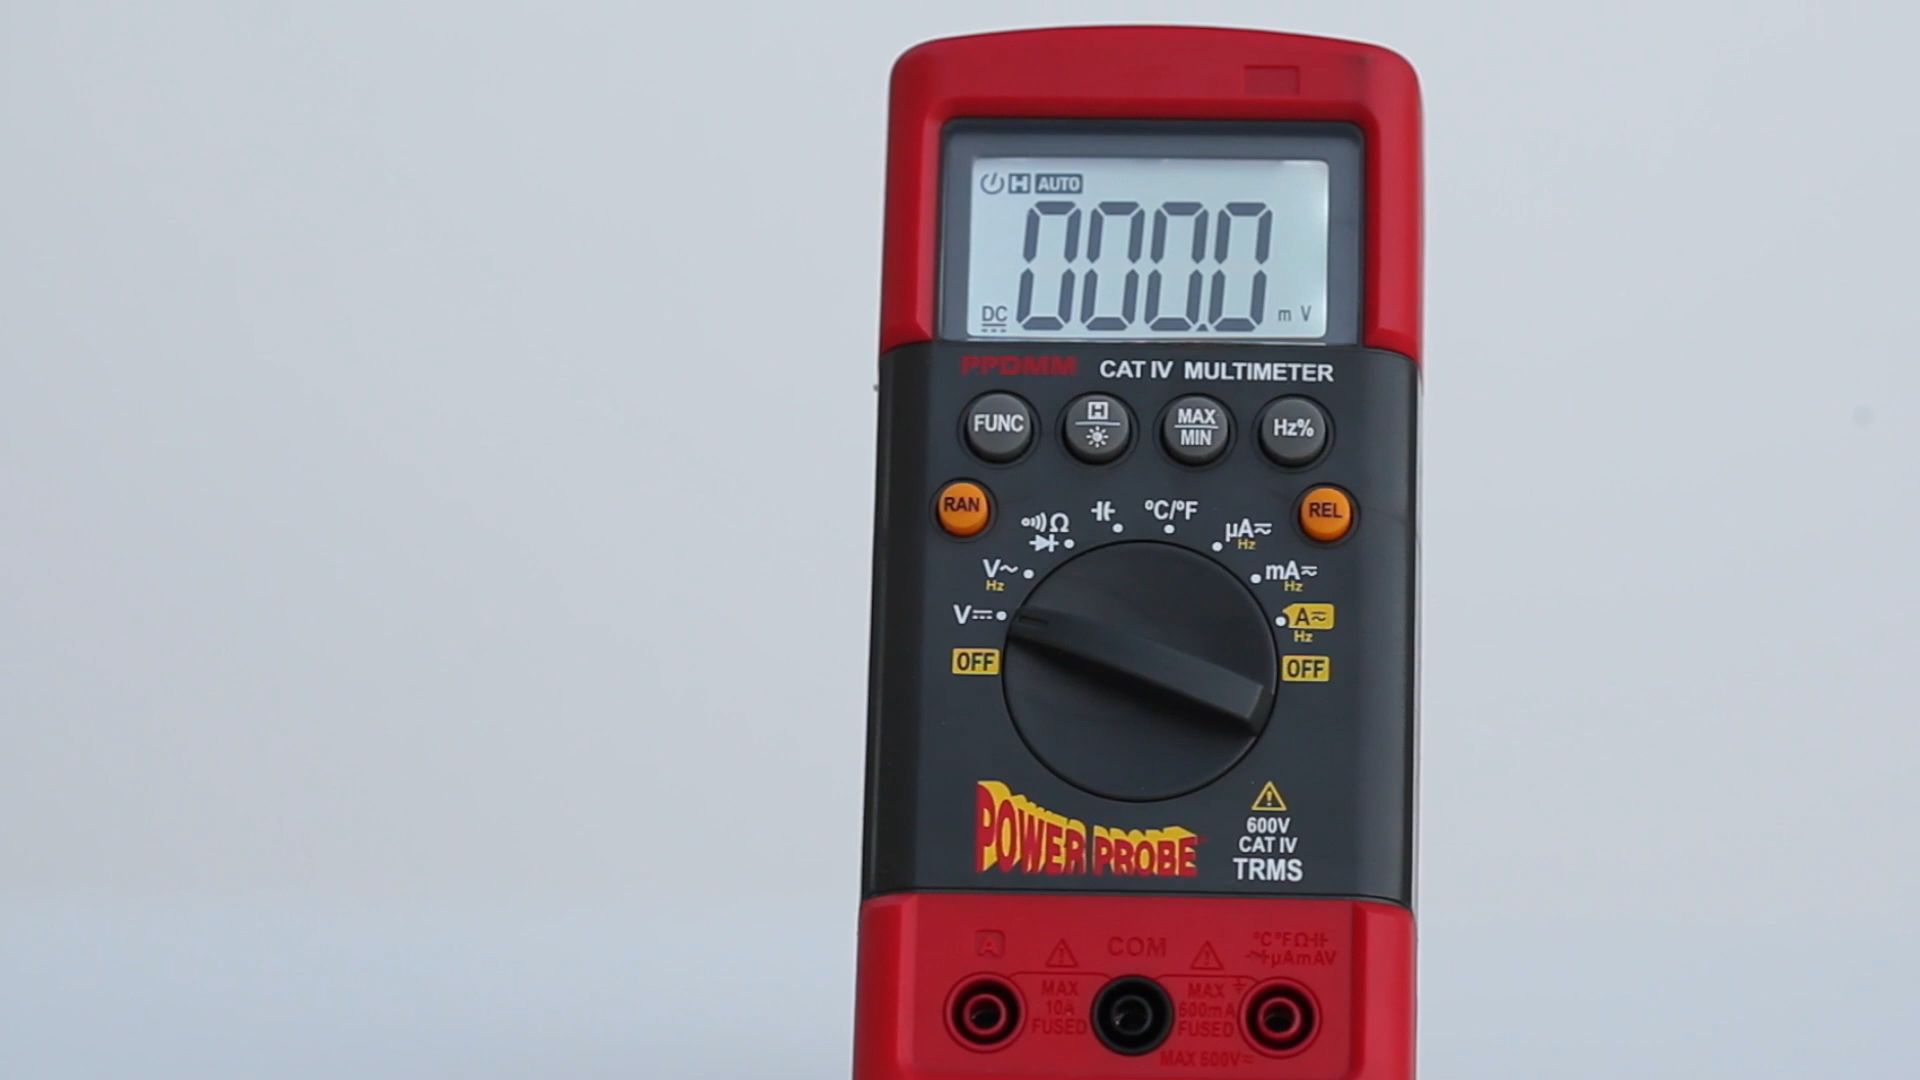 H AUTO
000.0
DC m V
PPDMM CAT IV MULTIMETER
FUNC H MAX MIN Hz%
RAN Ω °C/°F µA Hz REL
V~ Hz mA Hz
V A Hz
OFF OFF
POWER PROBE
600V
CAT IV
TRMS
A COM °C °F Ω
µAmAV
MAX 10A FUSED MAX 600mA FUSED
MAX 600V